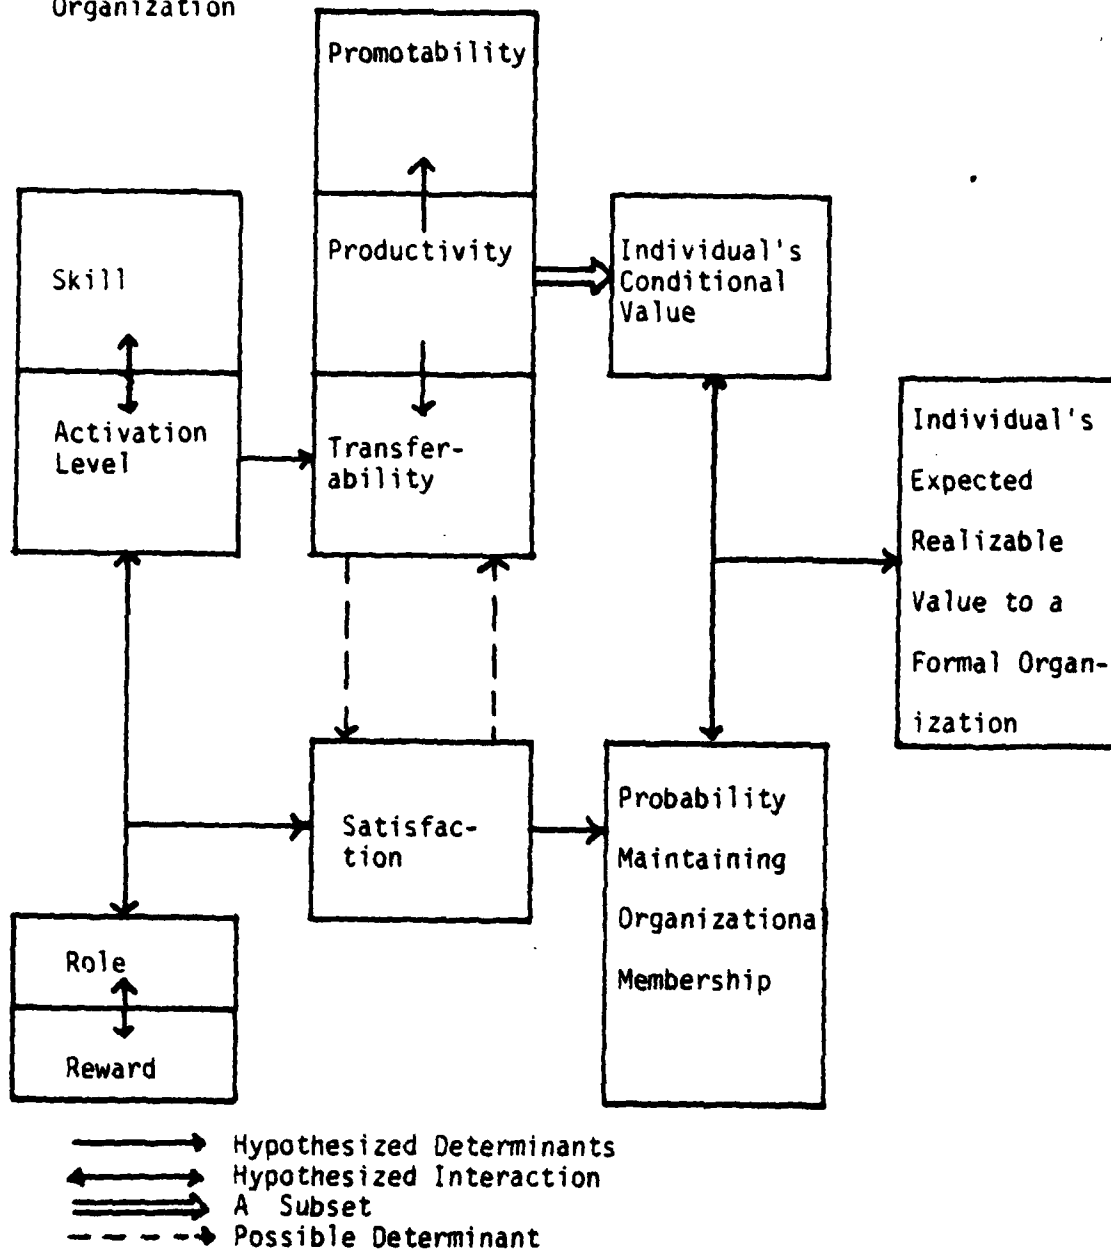 Organization
Promotability
Productivity
Transfer-
ability
Skill
Activation
Level
Individual's
Conditional
Value
Individual's
Expected
Realizable
Value to a
Formal Organ-
ization
Satisfac-
tion
Probability
Maintaining
Organizationa
Membership
Role
Reward
Hypothesized Determinants
Hypothesized Interaction
A Subset
Possible Determinant